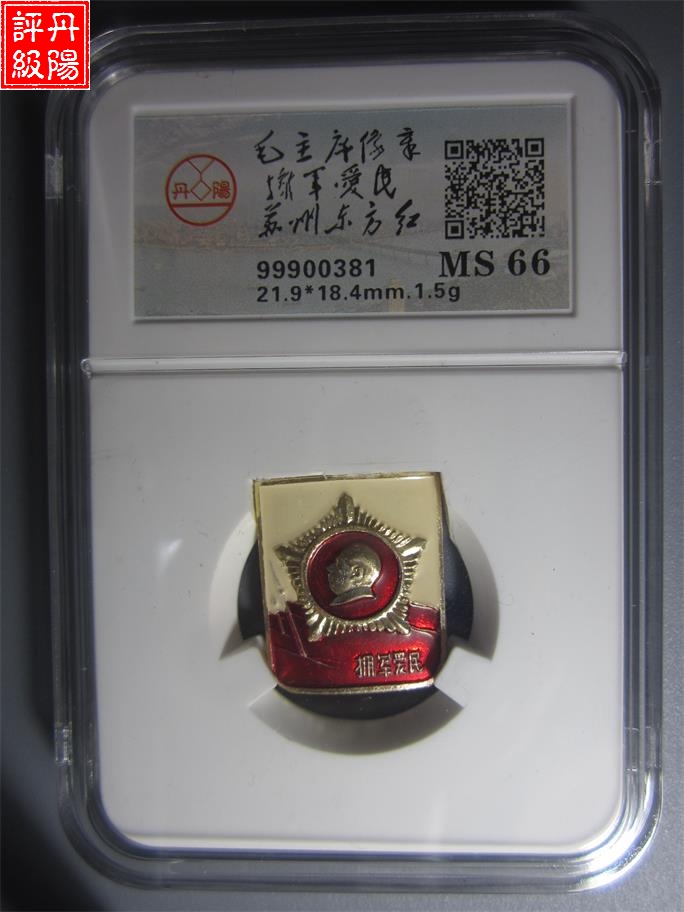 丹陽
評級
毛主席像章
拥军爱民
苏州东方红
丹陽
99900381
MS 66
21.9*18.4mm.1.5g
拥军爱民